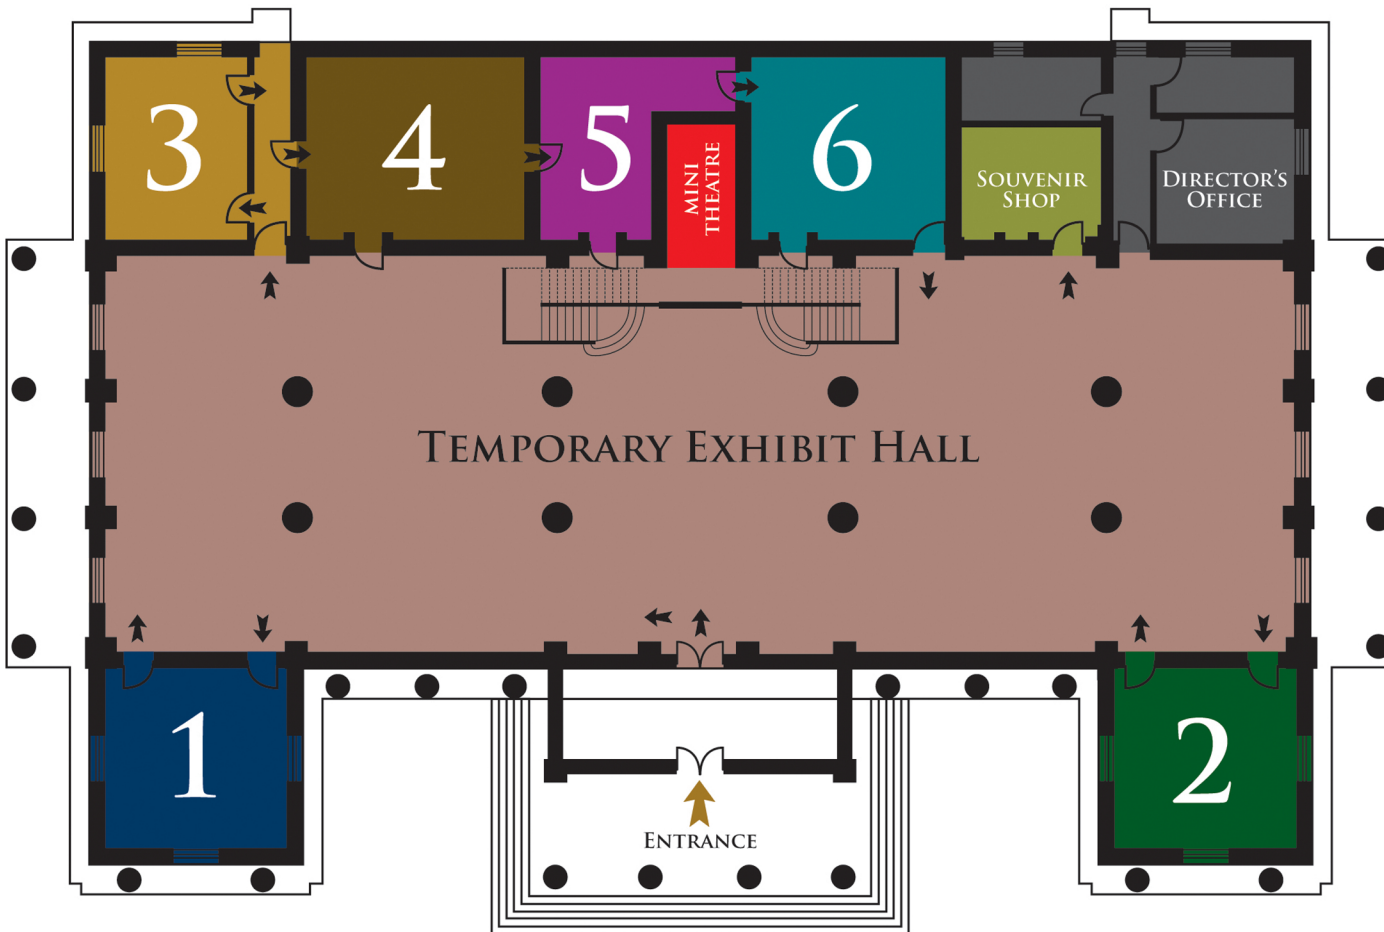 3
4
5
6
MINI
THEATRE
SOUVENIR
SHOP
DIRECTOR'S
OFFICE
TEMPORARY EXHIBIT HALL
1
2
ENTRANCE